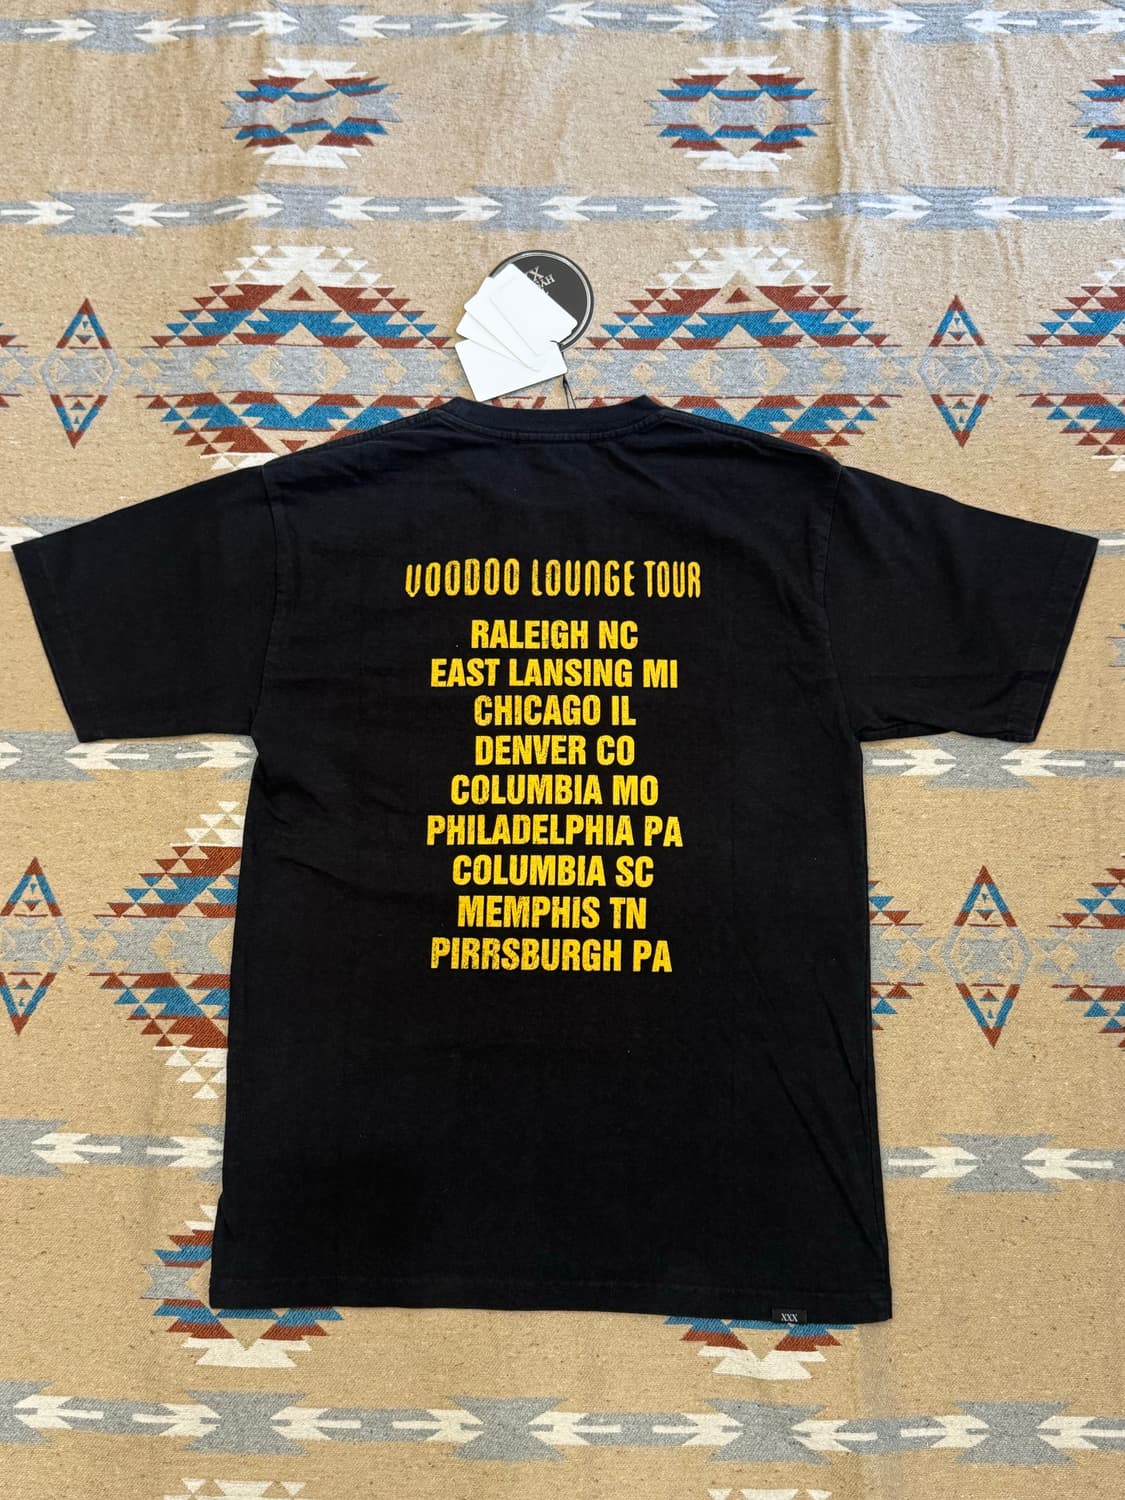 VOODOO LOUNGE TOUR
RALEIGH NC
EAST LANSING MI
CHICAGO IL
DENVER CO
COLUMBIA MO
PHILADELPHIA PA
COLUMBIA SC
MEMPHIS TN
PIRRSBURGH PA
XXX